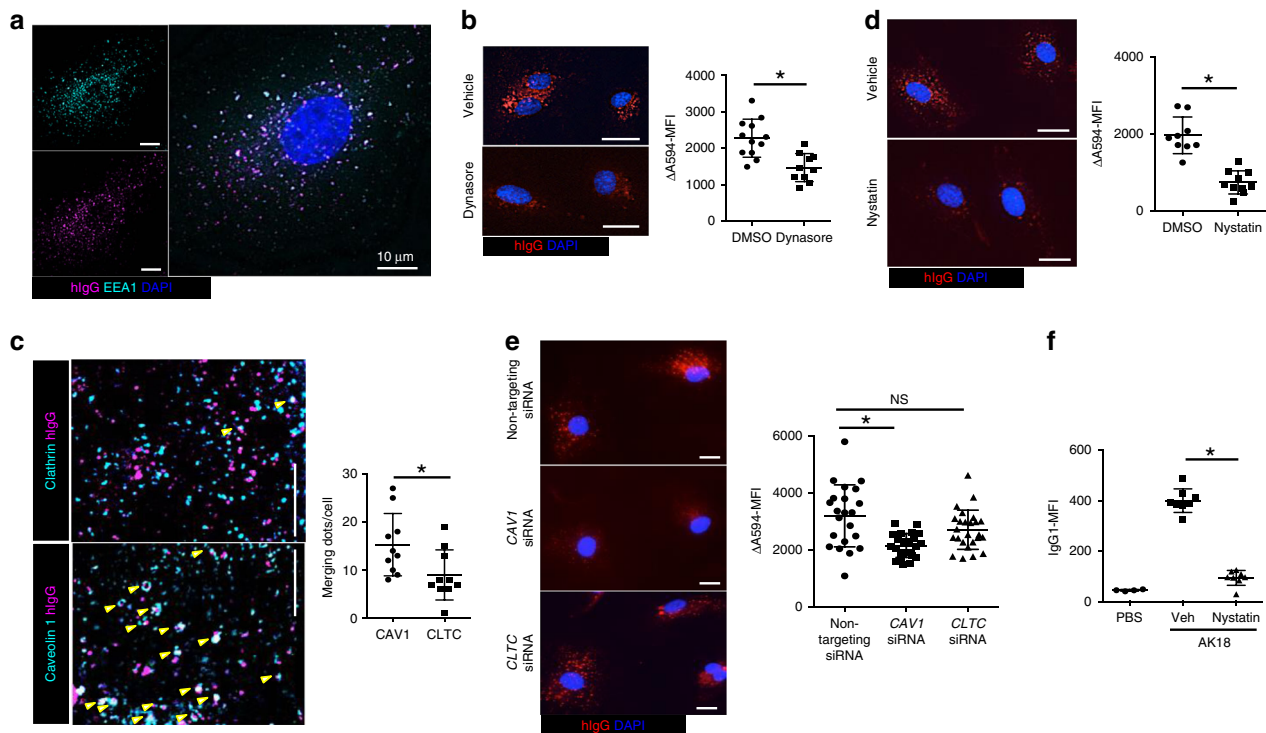 a
hIgG EEA1 DAPI
10 μm
b
Vehicle
Dynasore
hIgG DAPI
ΔA594-MFI
4000
3000
2000
1000
0
*
DMSO Dynasore
d
Vehicle
Nystatin
hIgG DAPI
ΔA594-MFI
4000
2000
0
*
DMSO Nystatin
c
Clathrin hIgG
Caveolin 1 hIgG
Merging dots/cell
30
20
10
0
*
CAV1 CLTC
e
Non-targeting
siRNA
CAV1
siRNA
CLTC
siRNA
hIgG DAPI
ΔA594-MFI
6000
4000
2000
0
NS
*
Non-
targeting
siRNA
CAV1
siRNA
CLTC
siRNA
f
IgG1-MFI
600
400
200
0
*
PBS Veh Nystatin
AK18